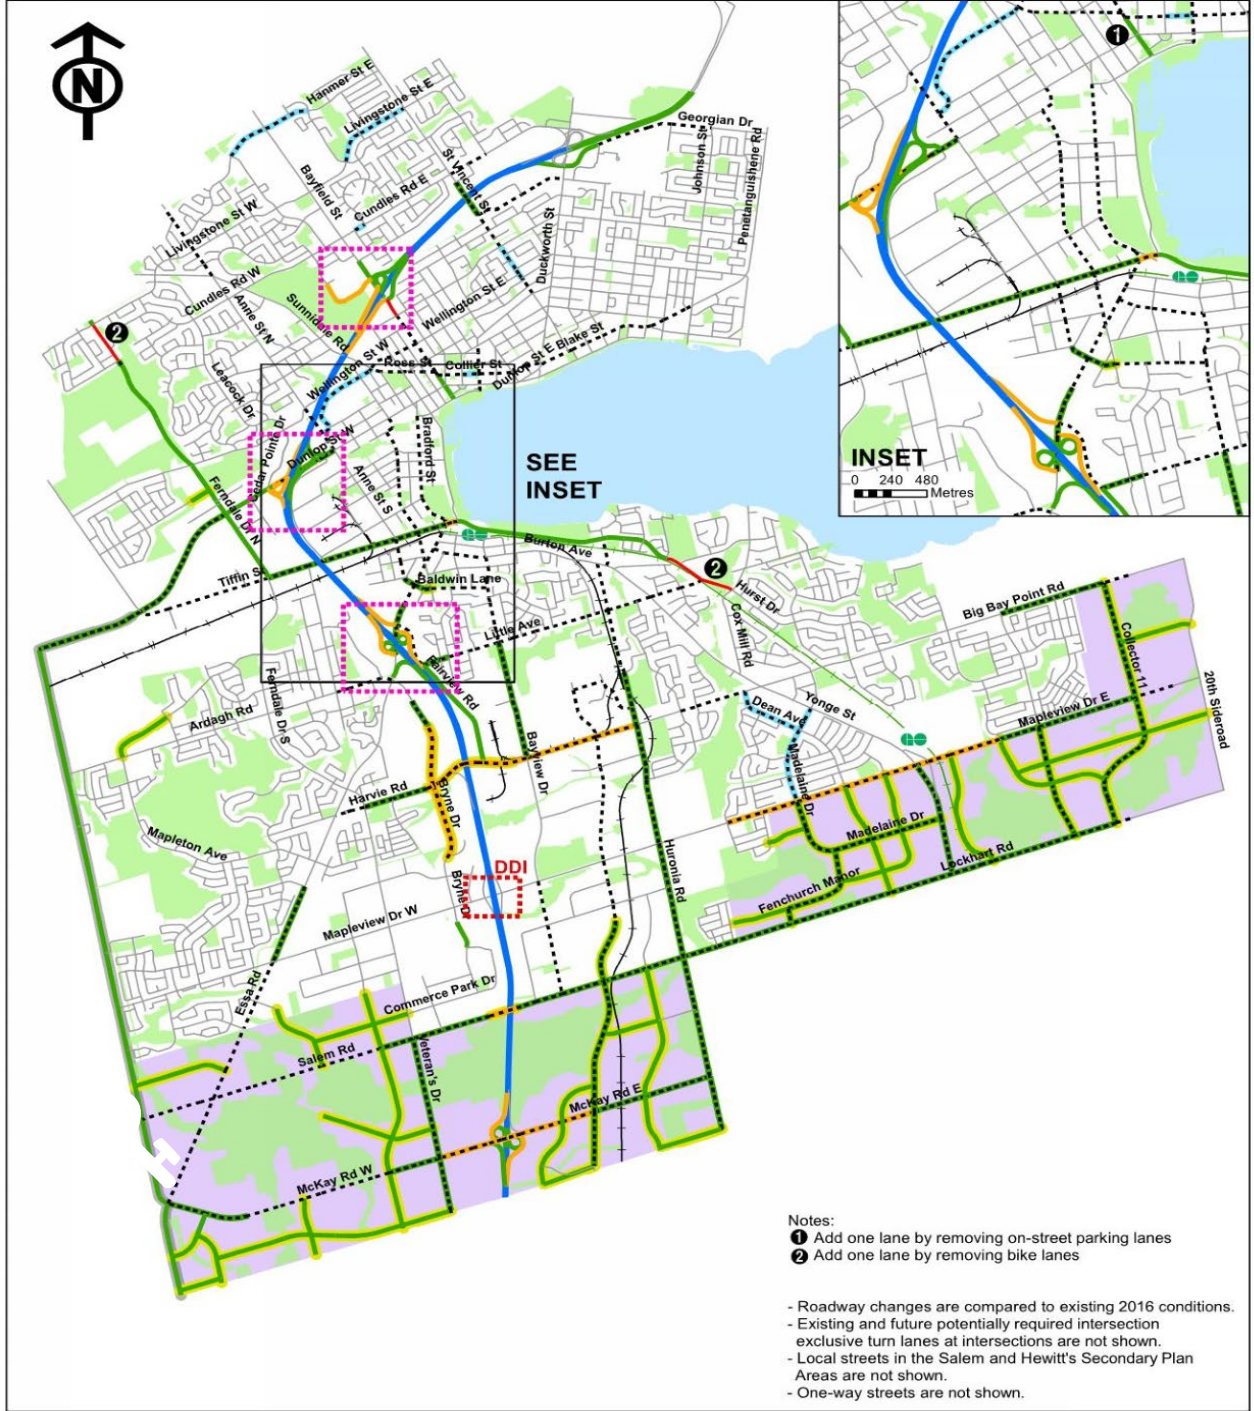 N
Hanmer St E
Livingstone St E
Georgian Dr
Johnson St
Penetanguishene Rd
St Vincent St
Bayfield St
Cundles Rd E
Livingstone St W
Duckworth St
Cundles Rd W
Anne St N
Sunnidale Rd
Wellington St E
2
Leacock Dr
Wellington St W
Ross St
Collier St
Dunlop St E
Blake St
Cedar Pointe Dr
Dunlop St W
Bradford St
Anne St S
SEE
INSET
Ferndale Dr N
Tiffin St
GO
Burton Ave
Baldwin Lane
2
Hurst Dr
Big Bay Point Rd
Little Ave
Cox Mill Rd
Collector 11
Fairview Rd
Ferndale Dr S
Ardagh Rd
Dean Ave
Yonge St
Mapleview Dr E
20th Sideroad
GO
Bayview Dr
Harvie Rd
Bryne Dr
Madelaine Dr
Mapleton Ave
Madelaine Dr
Huronia Rd
Lockhart Rd
DDI
Bryne Dr
Fenchurch Manor
Mapleview Dr W
Essa Rd
Commerce Park Dr
Salem Rd
Veteran's Dr
McKay Rd E
McKay Rd W
H
1
GO
INSET
0 240 480
Metres
Notes:
1 Add one lane by removing on-street parking lanes
2 Add one lane by removing bike lanes
- Roadway changes are compared to existing 2016 conditions.
- Existing and future potentially required intersection
exclusive turn lanes at intersections are not shown.
- Local streets in the Salem and Hewitt's Secondary Plan
Areas are not shown.
- One-way streets are not shown.